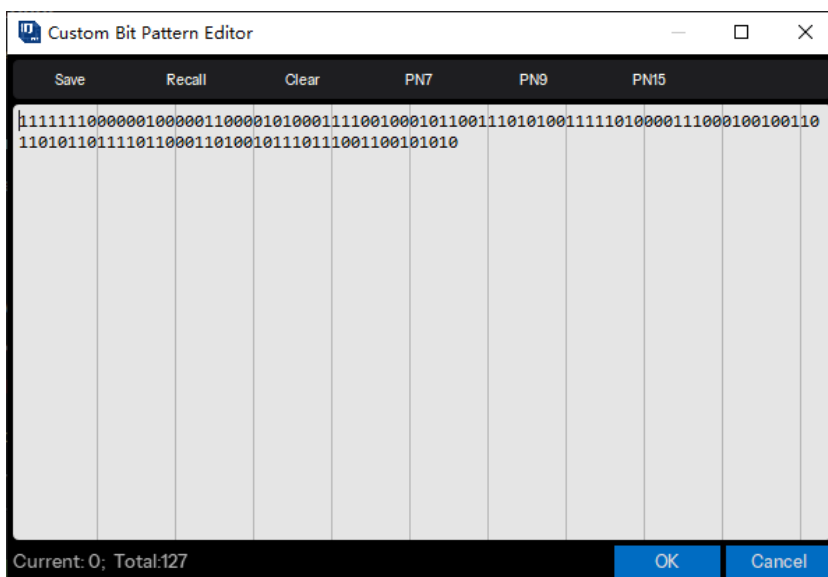 Custom Bit Pattern Editor
Save Recall Clear PN7 PN9 PN15
1111111000000100000110000101000111100100010110011101010011111010000111000100100110
110101101111011000110100101110111001100101010
Current: 0; Total:127 OK Cancel